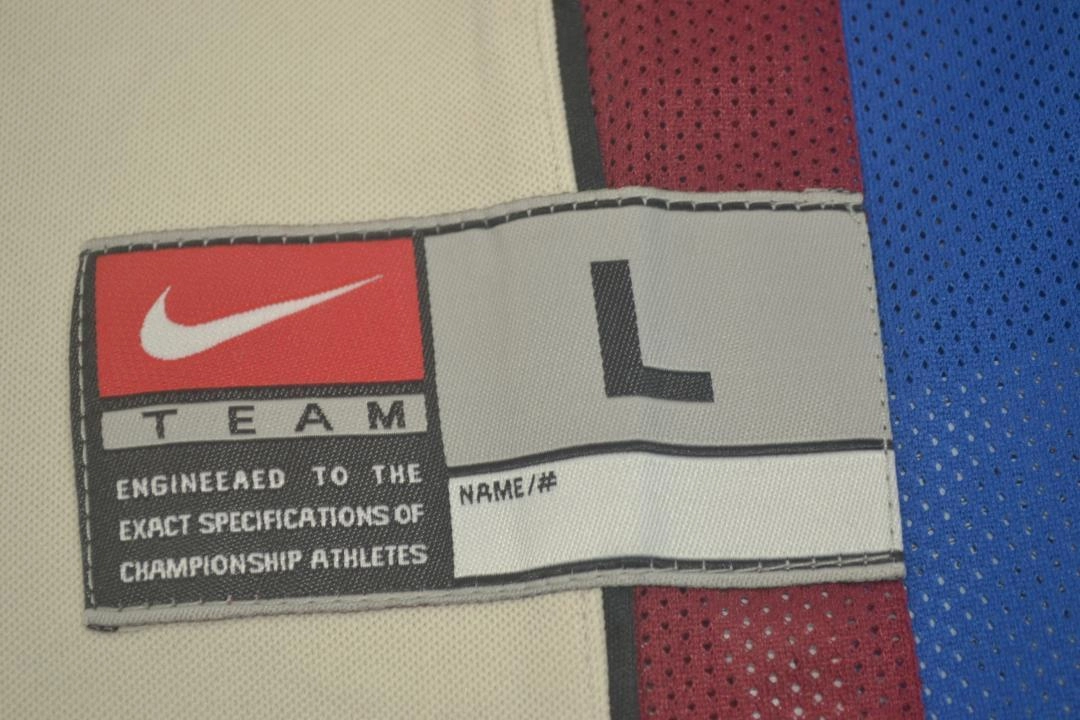 L
TEAM
ENGINEEAED TO THE
EXACT SPECIFICATIONS OF
CHAMPIONSHIP ATHLETES
NAME/#